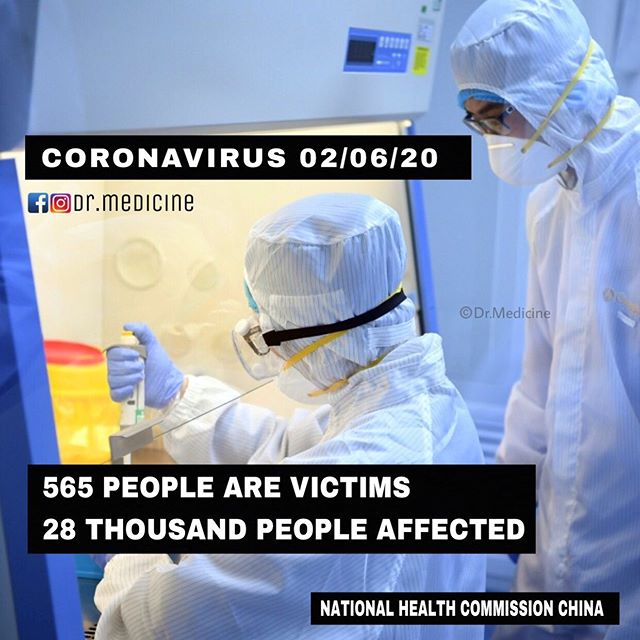 CORONAVIRUS 02/06/20
Dr.medicine
©Dr.Medicine
565 PEOPLE ARE VICTIMS
28 THOUSAND PEOPLE AFFECTED
NATIONAL HEALTH COMMISSION CHINA